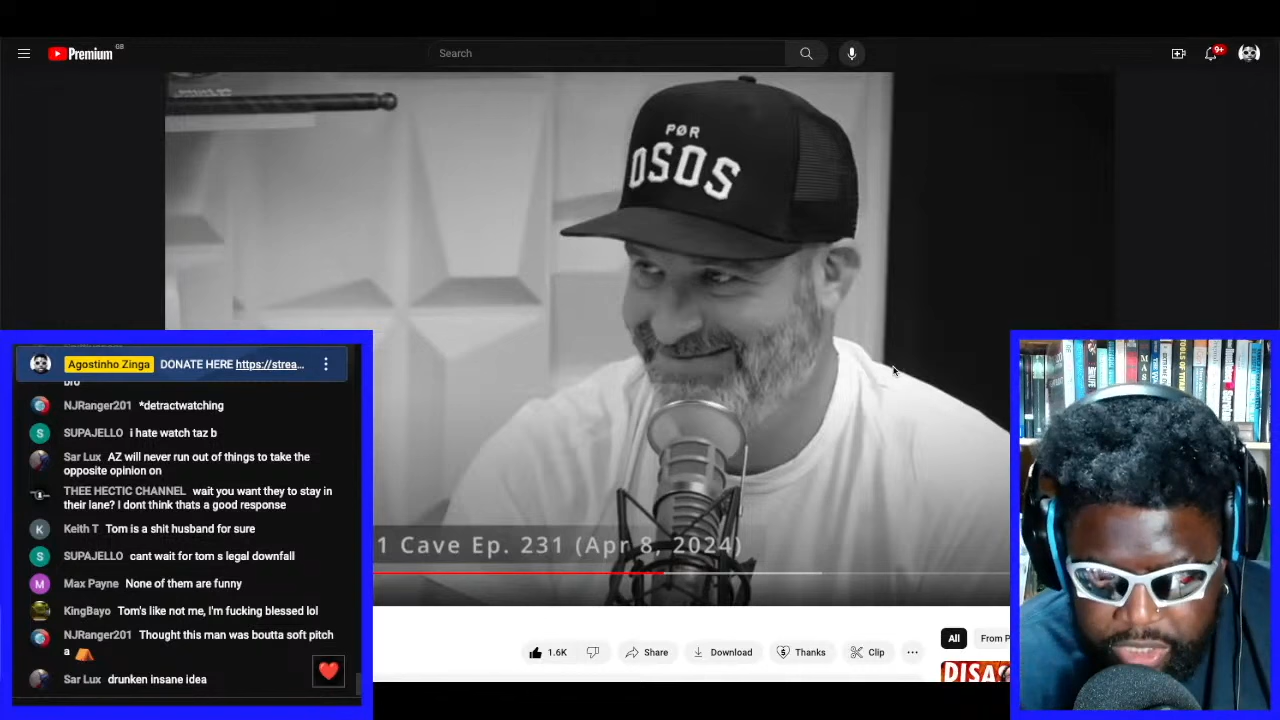 Premium GB
Search
9+
PØR
OSOS
1 Cave Ep. 231 (Apr 8, 2024)
Agostinho Zinga DONATE HERE https://strea...
bro
NJRanger201 *detractwatching
SUPAJELLO i hate watch taz b
Sar Lux AZ will never run out of things to take the
opposite opinion on
THEE HECTIC CHANNEL wait you want they to stay in
their lane? I dont think thats a good response
Keith T Tom is a shit husband for sure
SUPAJELLO cant wait for tom s legal downfall
Max Payne None of them are funny
KingBayo Tom's like not me, I'm fucking blessed lol
NJRanger201 Thought this man was boutta soft pitch
a
Sar Lux drunken insane idea
1.6K
Share
Download
Thanks
Clip
All
From P
DISA